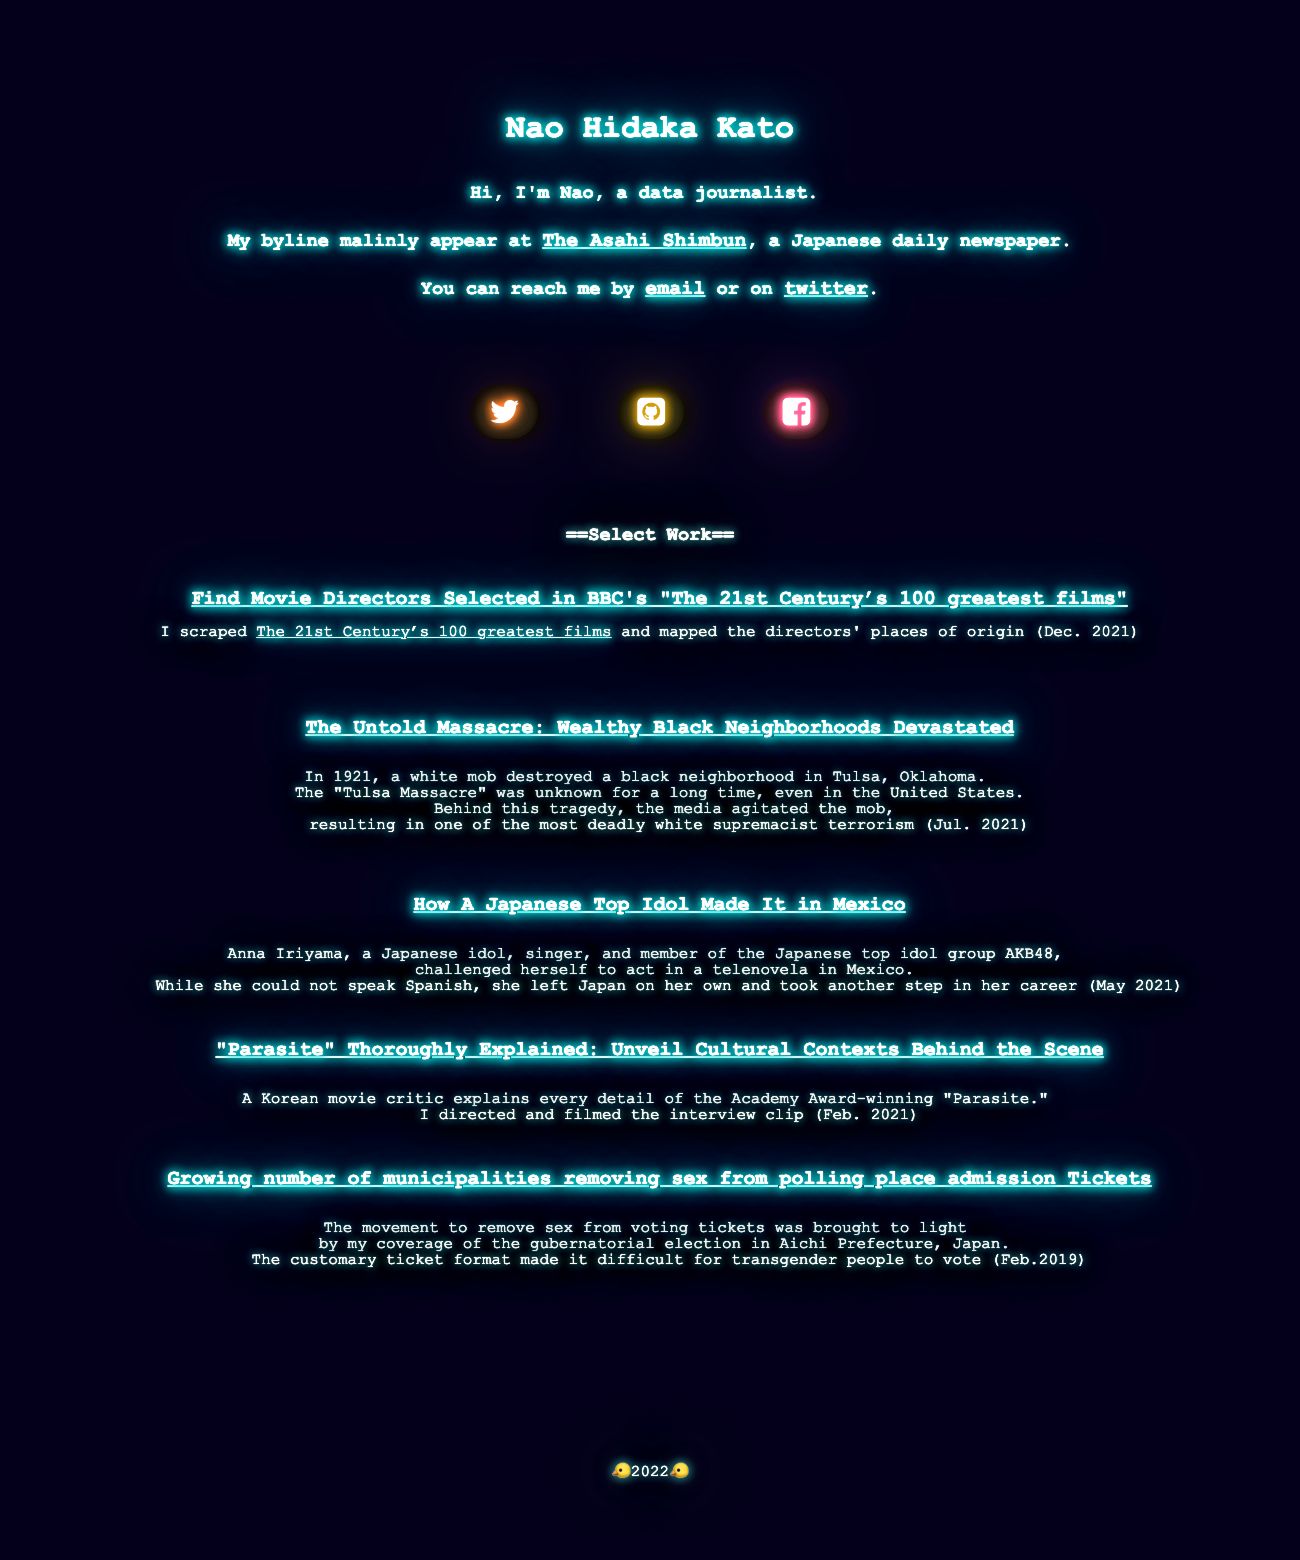 Nao Hidaka Kato
Hi, I'm Nao, a data journalist.
My byline malinly appear at The Asahi Shimbun, a Japanese daily newspaper.
You can reach me by email or on twitter.
==Select Work==
Find Movie Directors Selected in BBC's "The 21st Century’s 100 greatest films"
I scraped The 21st Century’s 100 greatest films and mapped the directors' places of origin (Dec. 2021)
The Untold Massacre: Wealthy Black Neighborhoods Devastated
In 1921, a white mob destroyed a black neighborhood in Tulsa, Oklahoma.
The "Tulsa Massacre" was unknown for a long time, even in the United States.
Behind this tragedy, the media agitated the mob,
resulting in one of the most deadly white supremacist terrorism (Jul. 2021)
How A Japanese Top Idol Made It in Mexico
Anna Iriyama, a Japanese idol, singer, and member of the Japanese top idol group AKB48,
challenged herself to act in a telenovela in Mexico.
While she could not speak Spanish, she left Japan on her own and took another step in her career (May 2021)
"Parasite" Thoroughly Explained: Unveil Cultural Contexts Behind the Scene
A Korean movie critic explains every detail of the Academy Award-winning "Parasite."
I directed and filmed the interview clip (Feb. 2021)
Growing number of municipalities removing sex from polling place admission Tickets
The movement to remove sex from voting tickets was brought to light
by my coverage of the gubernatorial election in Aichi Prefecture, Japan.
The customary ticket format made it difficult for transgender people to vote (Feb.2019)
🐤2022🐤